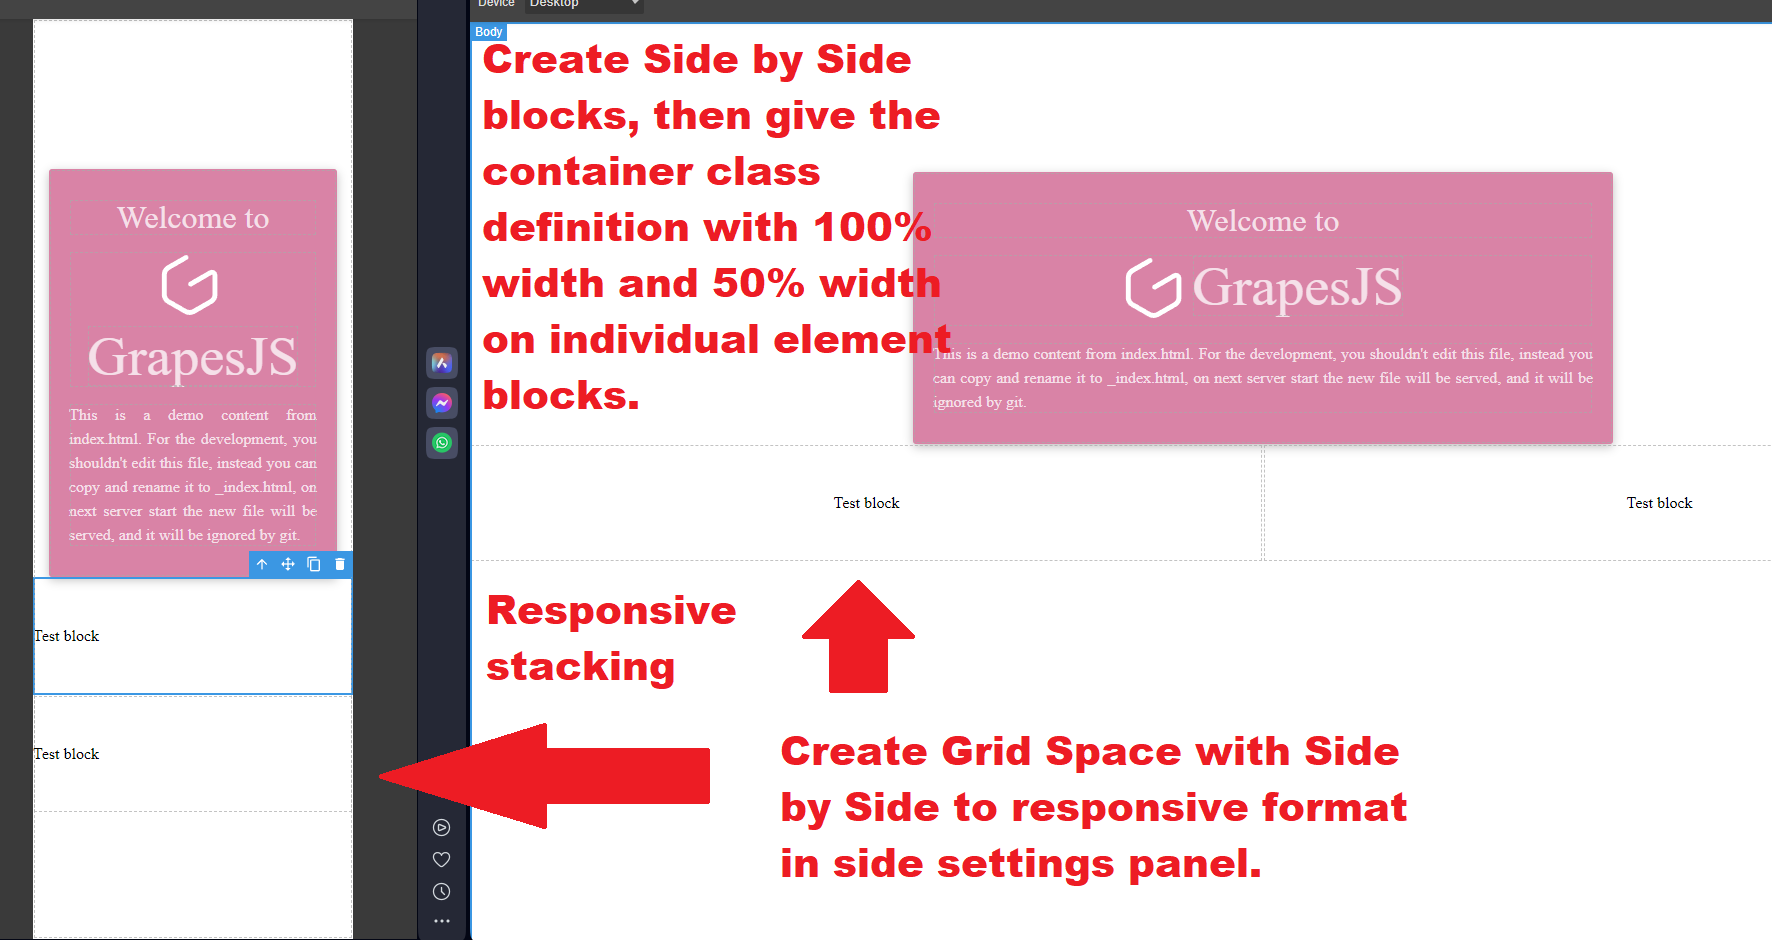 Device Desktop
Body
Create Side by Side
blocks, then give the
container class
definition with 100%
width and 50% width
on individual element
blocks.
Welcome to
GrapesJS
This is a demo content from
index.html. For the development, you
shouldn't edit this file, instead you can
copy and rename it to _index.html, on
next server start the new file will be
served, and it will be ignored by git.
Test block
Test block
Welcome to
GrapesJS
This is a demo content from index.html. For the development, you shouldn't edit this file, instead you
can copy and rename it to _index.html, on next server start the new file will be served, and it will be
ignored by git.
Test block
Test block
Responsive
stacking
Create Grid Space with Side
by Side to responsive format
in side settings panel.